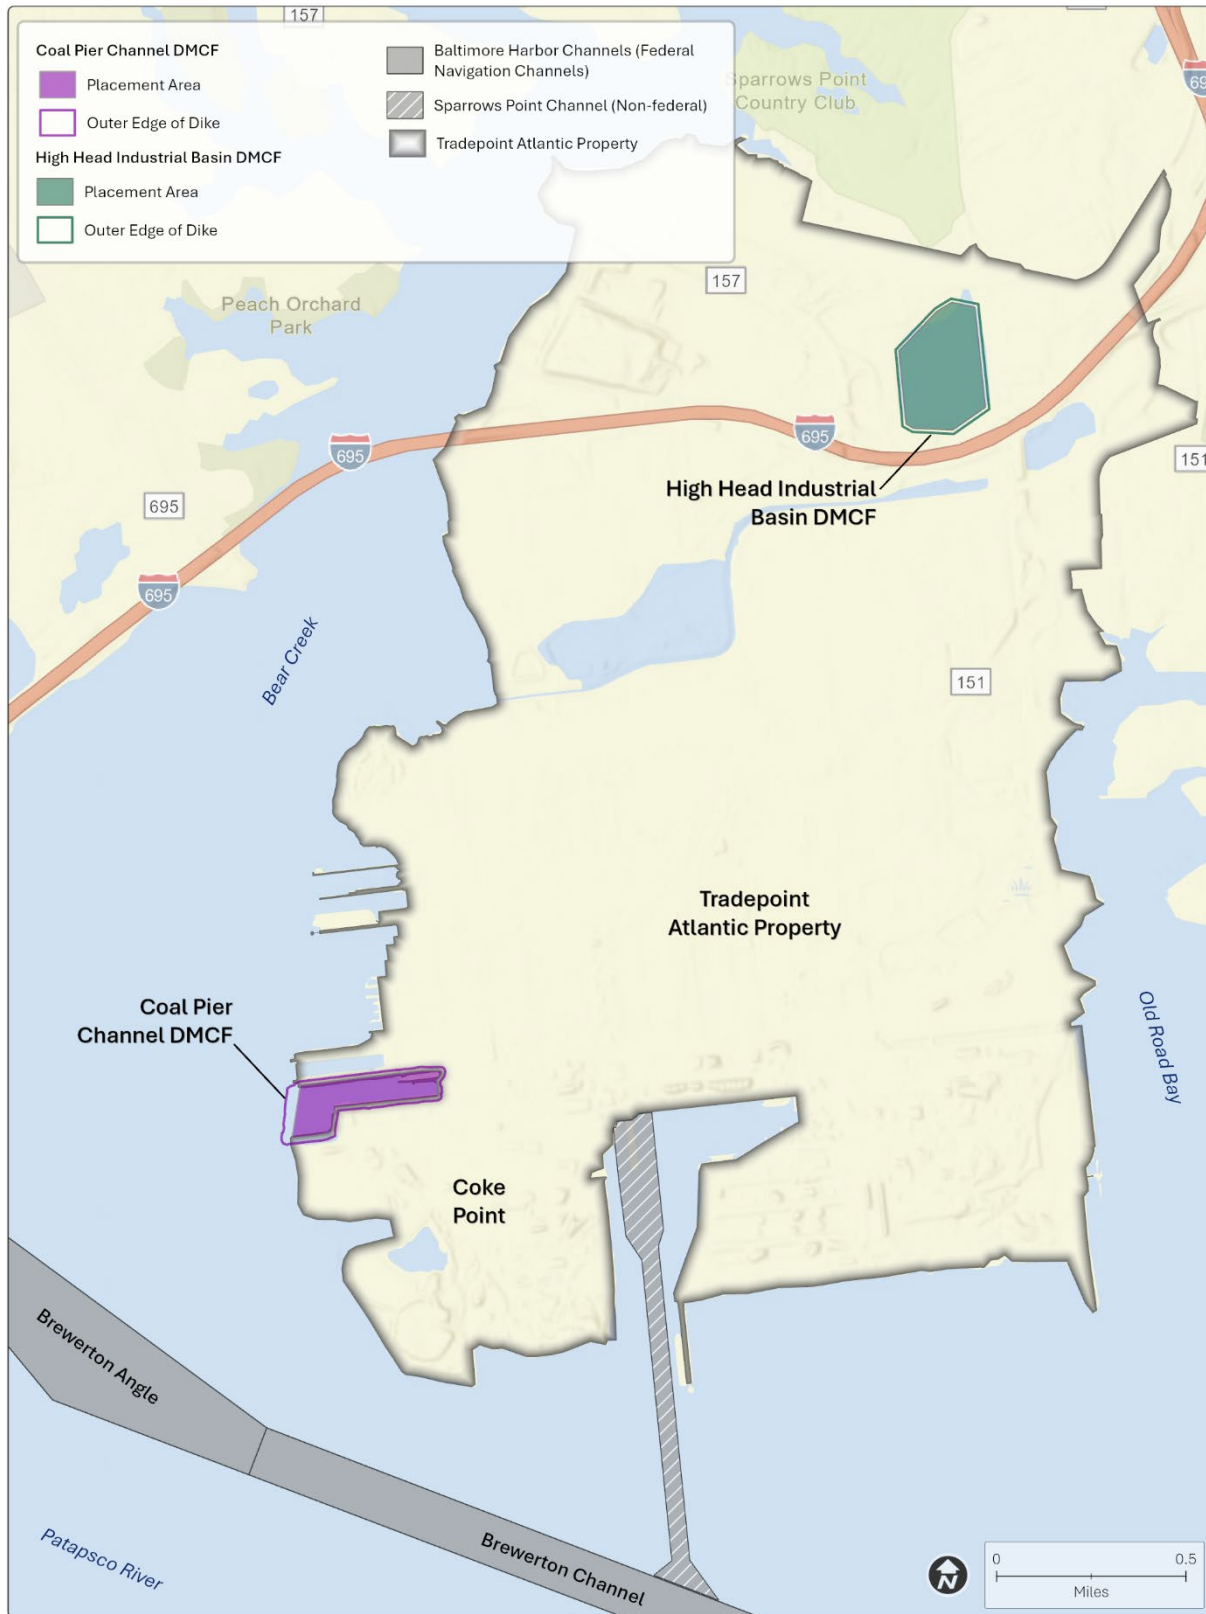 157
Coal Pier Channel DMCF
Placement Area
Outer Edge of Dike
High Head Industrial Basin DMCF
Placement Area
Outer Edge of Dike
Baltimore Harbor Channels (Federal
Navigation Channels)
Sparrows Point Channel (Non-federal)
Tradepoint Atlantic Property
Sparrows Point
Country Club
157
Peach Orchard
Park
695
695
695
695
151
High Head Industrial
Basin DMCF
Bear Creek
151
Tradepoint
Atlantic Property
Coal Pier
Channel DMCF
Old Road Bay
Coke
Point
Brewerton Angle
Brewerton Channel
Patapsco River
N
0
0.5
Miles